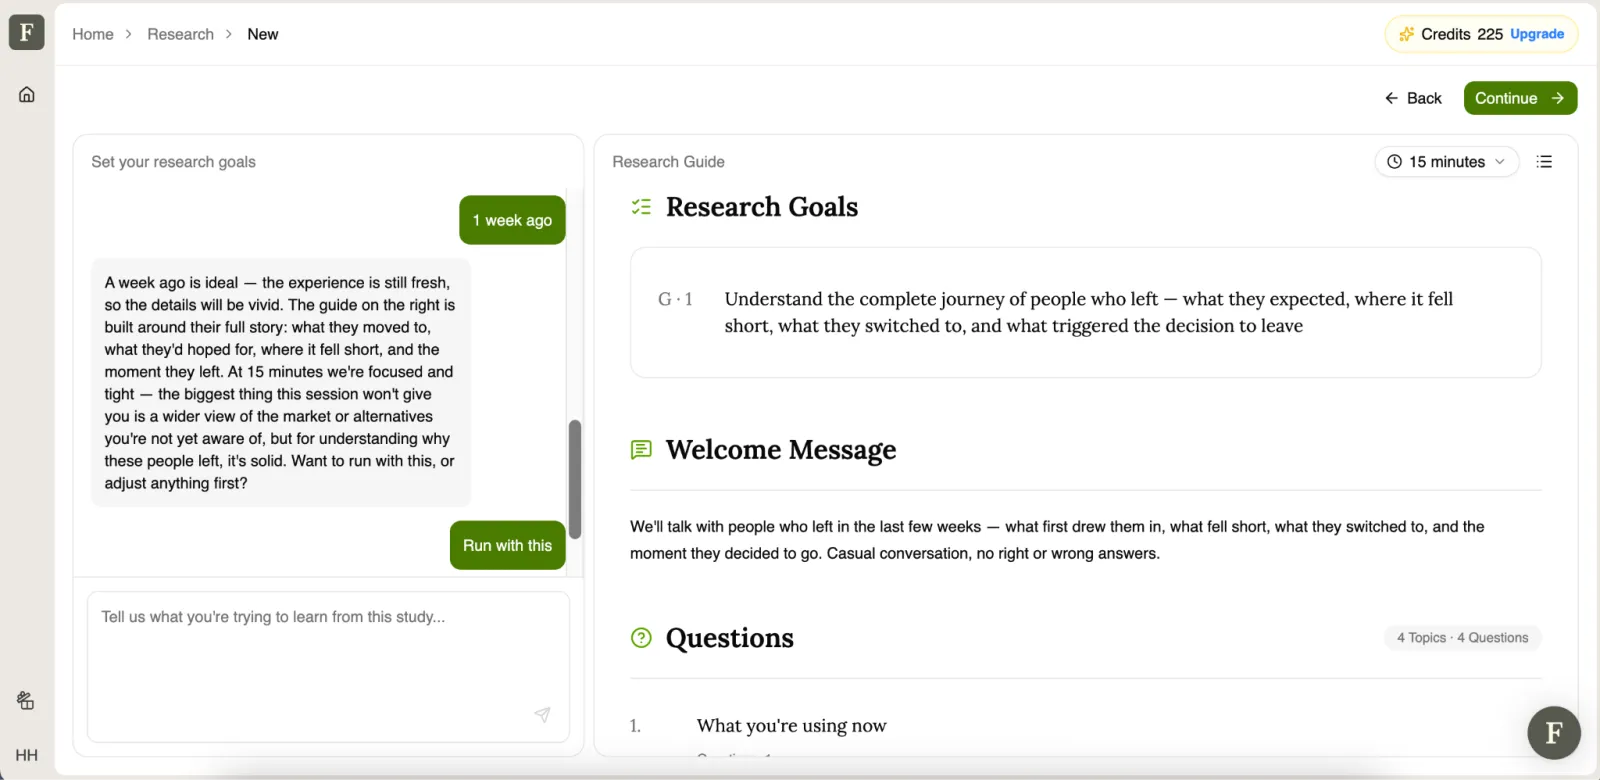 F
Home > Research > New
Credits 225 Upgrade
← Back
Continue →
Set your research goals
1 week ago
A week ago is ideal — the experience is still fresh,
so the details will be vivid. The guide on the right is
built around their full story: what they moved to,
what they'd hoped for, where it fell short, and the
moment they left. At 15 minutes we're focused and
tight — the biggest thing this session won't give
you is a wider view of the market or alternatives
you're not yet aware of, but for understanding why
these people left, it's solid. Want to run with this, or
adjust anything first?
Run with this
Tell us what you're trying to learn from this study...
HH
Research Guide
15 minutes
Research Goals
G · 1
Understand the complete journey of people who left — what they expected, where it fell
short, what they switched to, and what triggered the decision to leave
Welcome Message
We'll talk with people who left in the last few weeks — what first drew them in, what fell short, what they switched to, and the
moment they decided to go. Casual conversation, no right or wrong answers.
Questions
4 Topics · 4 Questions
1. What you're using now
F